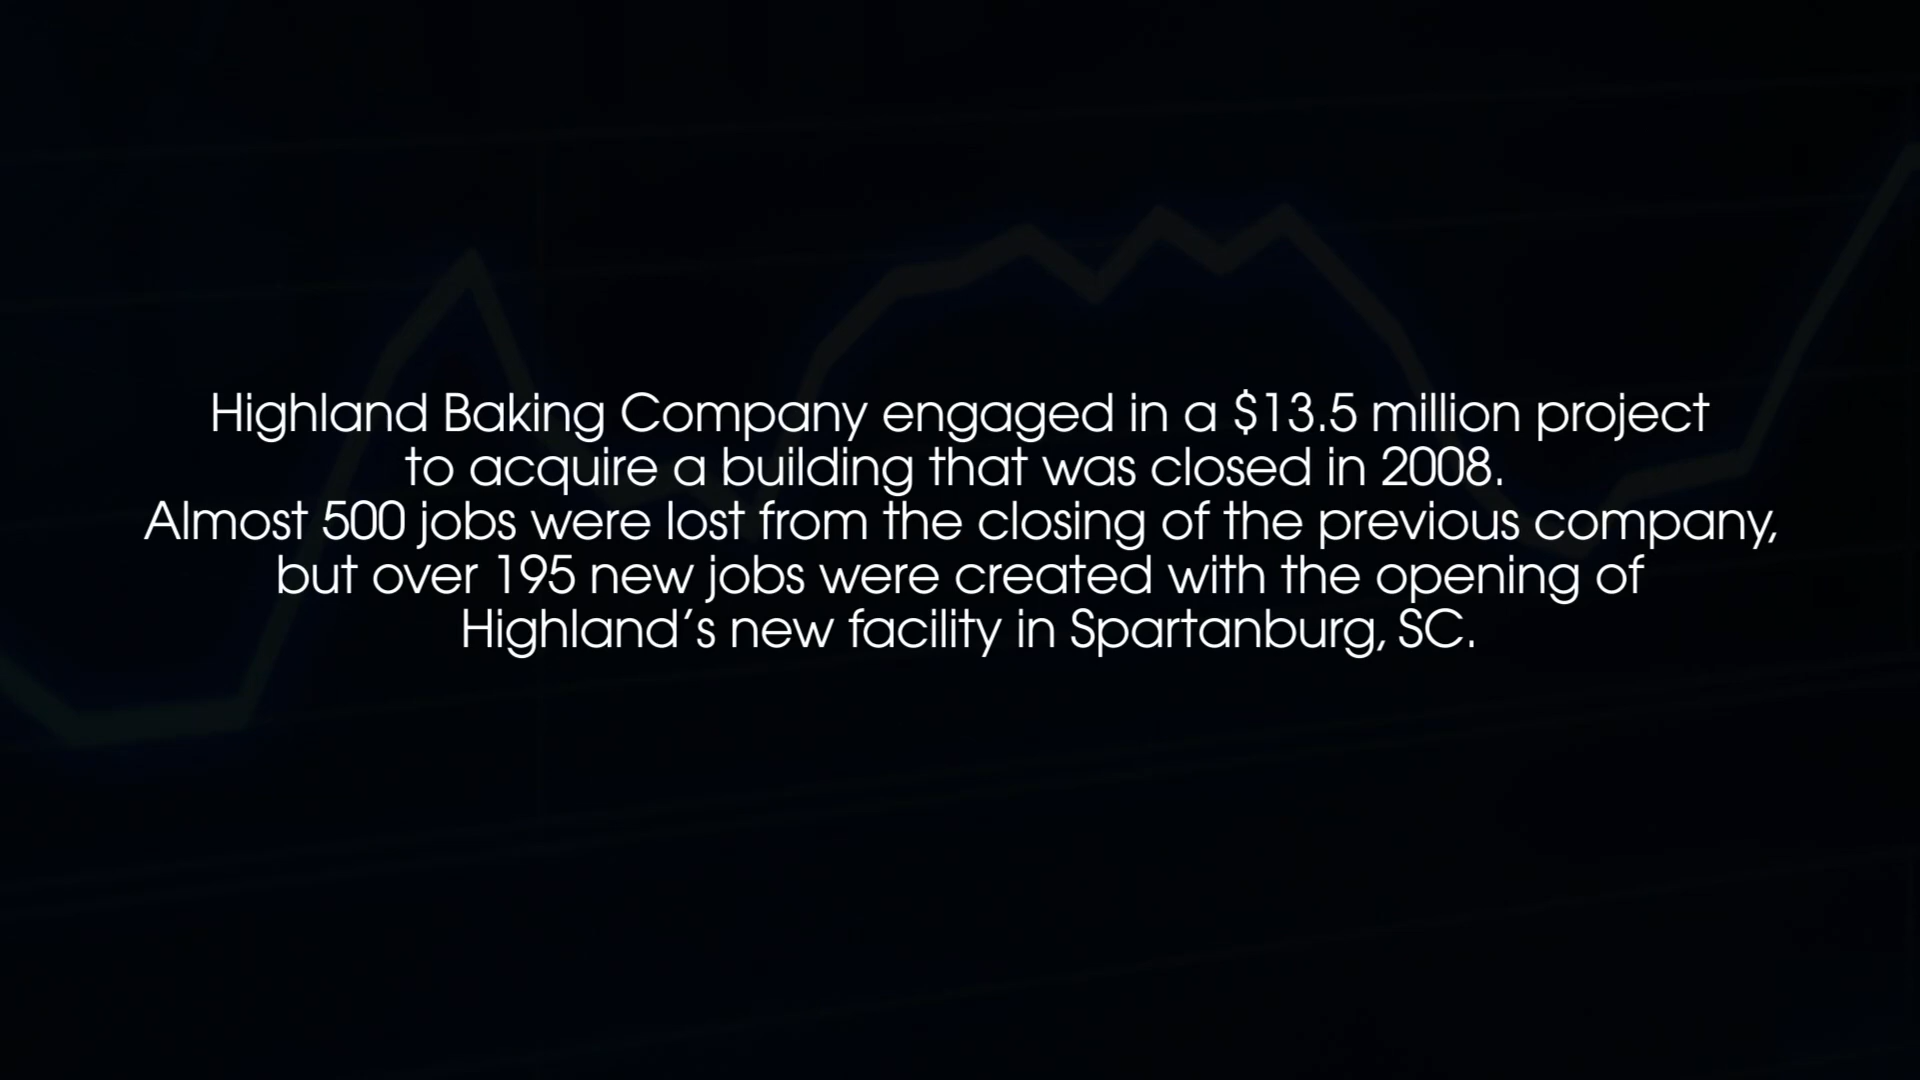 Highland Baking Company engaged in a $13.5 million project
to acquire a building that was closed in 2008.
Almost 500 jobs were lost from the closing of the previous company,
but over 195 new jobs were created with the opening of
Highland’s new facility in Spartanburg, SC.